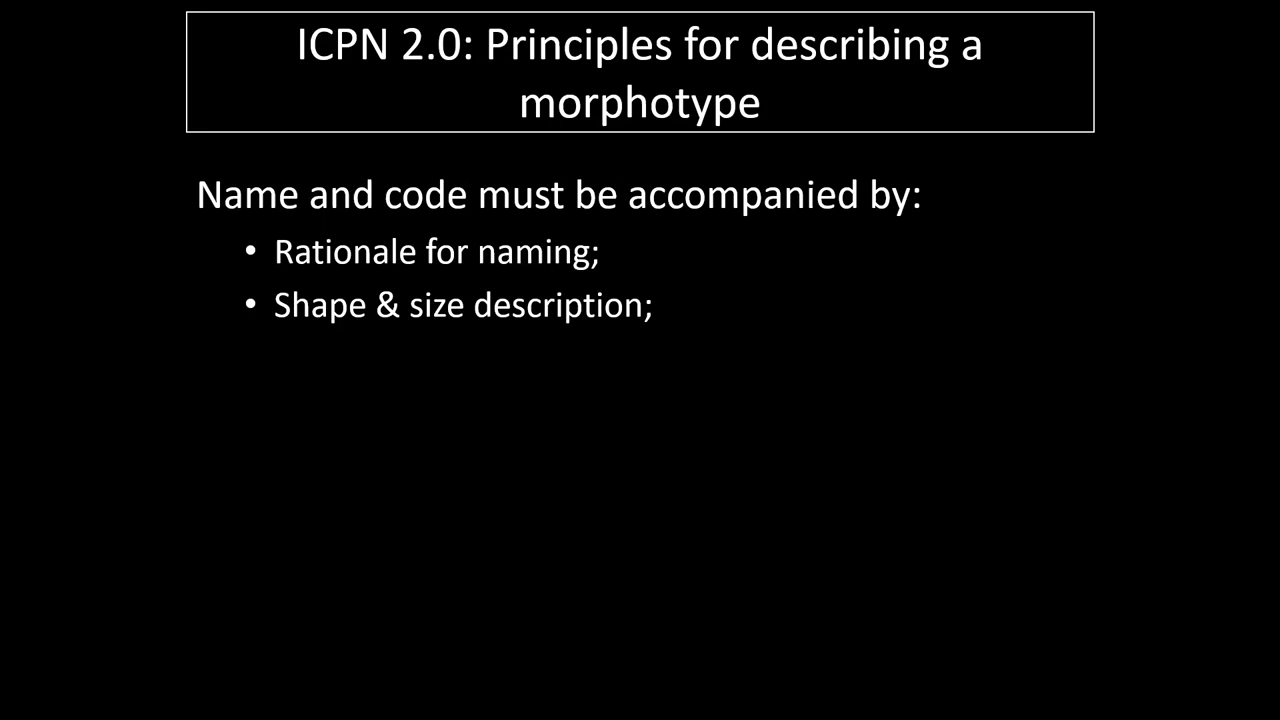 ICPN 2.0: Principles for describing a
morphotype
Name and code must be accompanied by:
• Rationale for naming;
• Shape & size description;